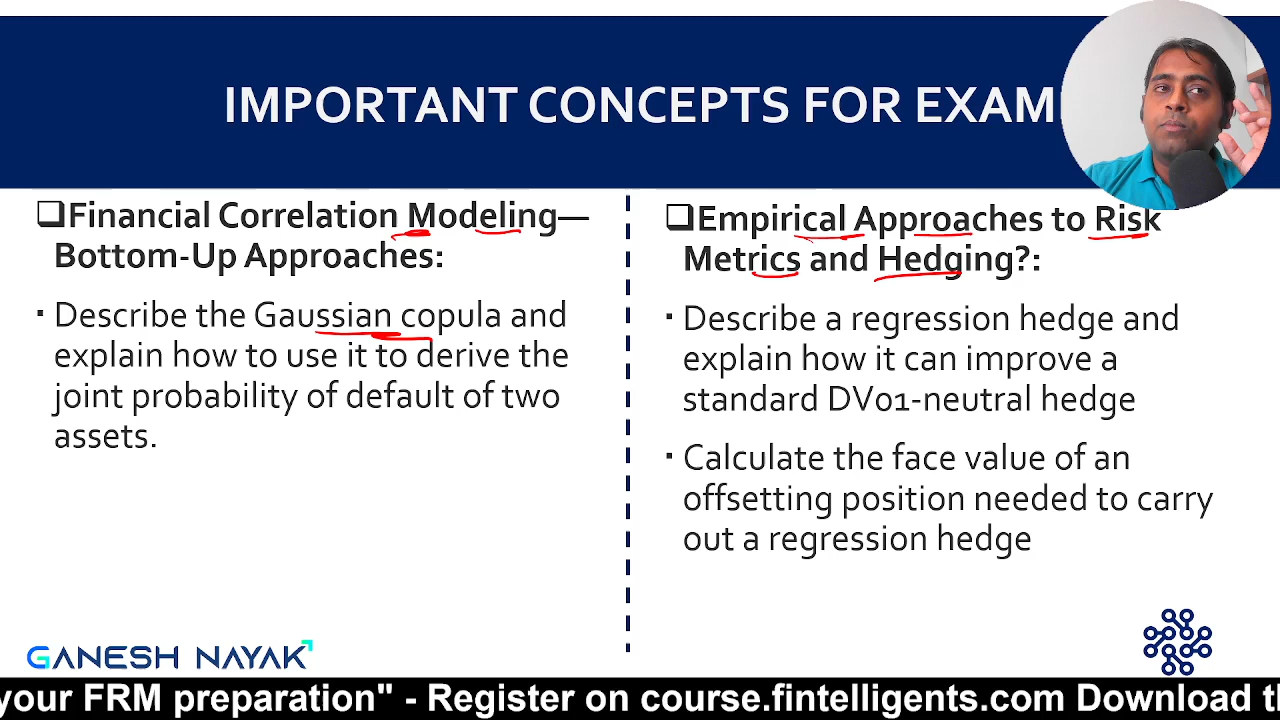 IMPORTANT CONCEPTS FOR EXAM
Financial Correlation Modeling—
Bottom-Up Approaches:
▪ Describe the Gaussian copula and
explain how to use it to derive the
joint probability of default of two
assets.
Empirical Approaches to Risk
Metrics and Hedging?:
▪ Describe a regression hedge and
explain how it can improve a
standard DV01-neutral hedge
▪ Calculate the face value of an
offsetting position needed to carry
out a regression hedge
GANESH NAYAK
your FRM preparation" - Register on course.fintelligents.com Download th